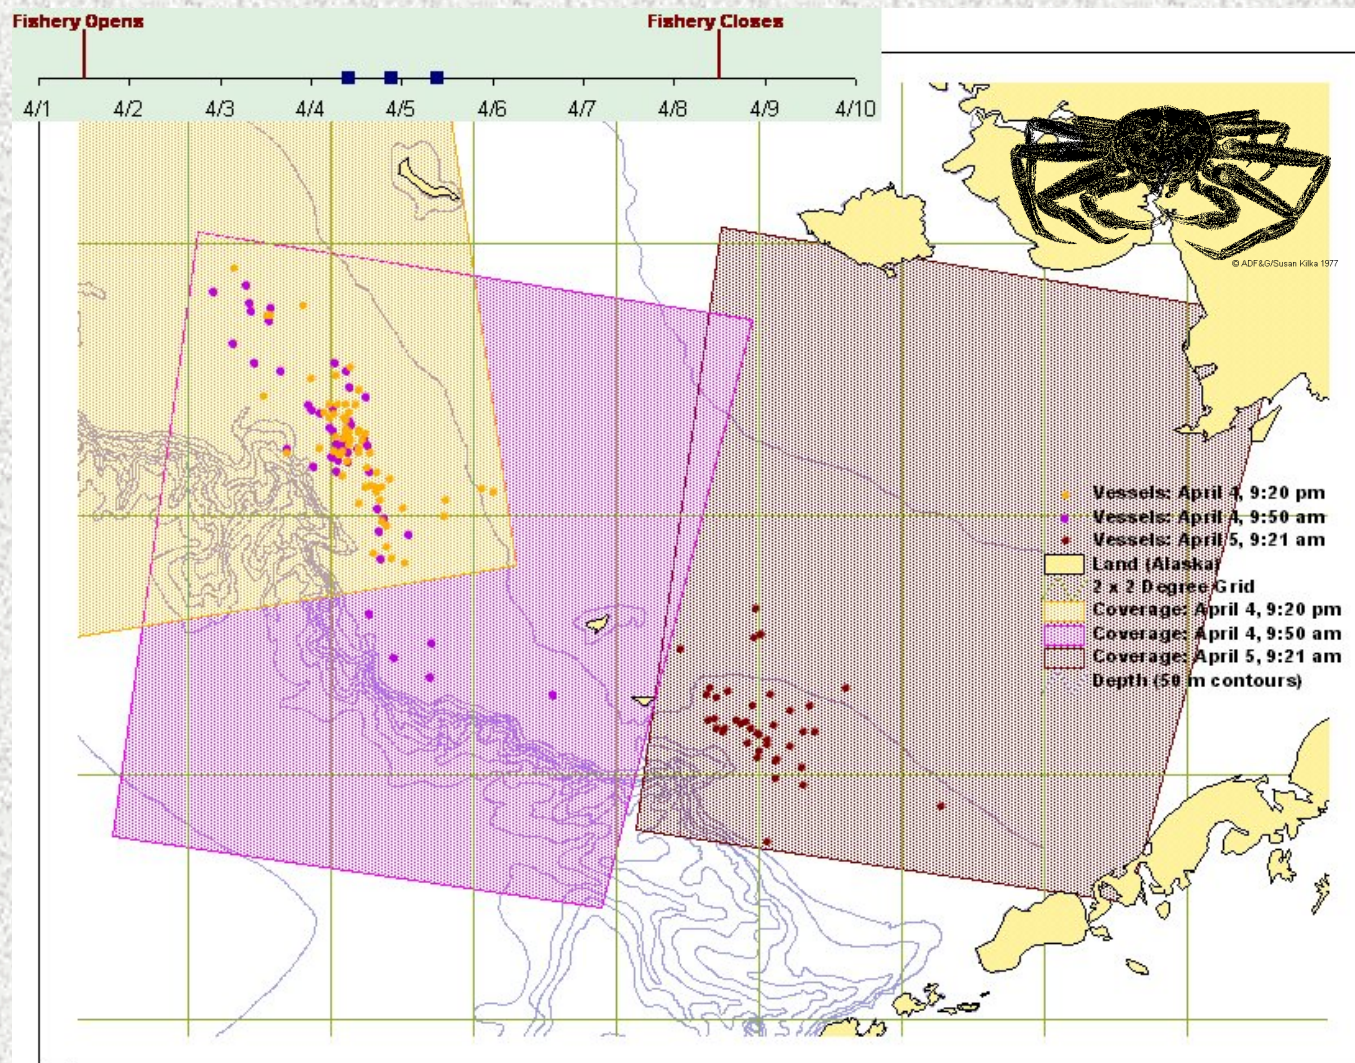 Fishery Opens Fishery Closes
4/1 4/2 4/3 4/4 4/5 4/6 4/7 4/8 4/9 4/10
© ADF&G/Susan Kilka 1977
Vessels: April 4, 9:20 pm
Vessels: April 4, 9:50 am
Vessels: April 5, 9:21 am
Land (Alaska)
2 x 2 Degree Grid
Coverage: April 4, 9:20 pm
Coverage: April 4, 9:50 am
Coverage: April 5, 9:21 am
Depth (50 m contours)